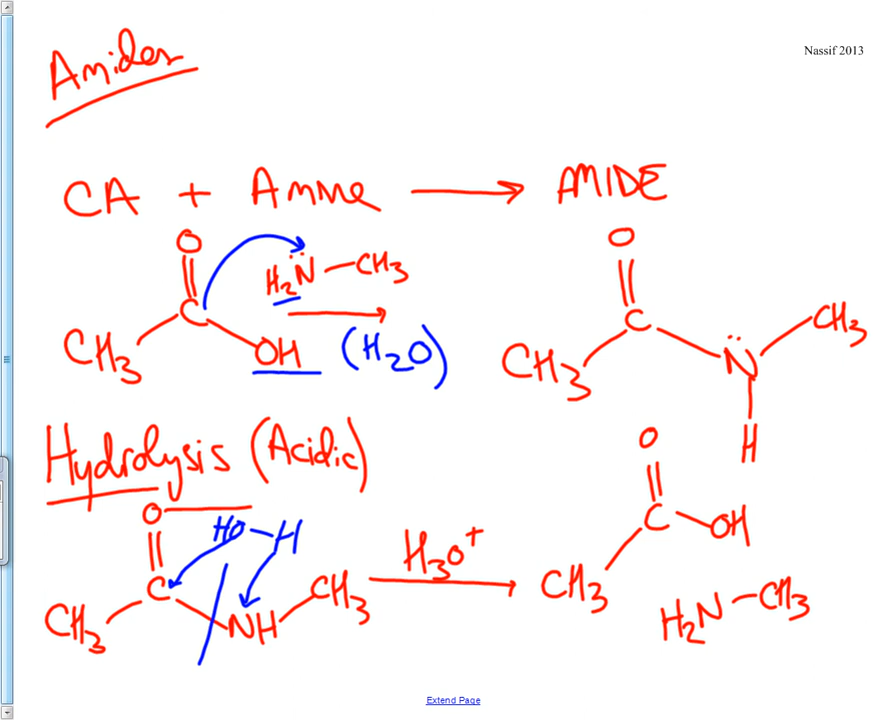 Nassif 2013
Amides
CA + Amine → AMIDE
O
C
CH3
OH
H2N-CH3
(H2O)
O
C
CH3
N
CH3
H
Hydrolysis (Acidic)
O
HO-H
C
CH3
NH
CH3
H3O+
O
C
OH
CH3
H2N-CH3
Extend Page